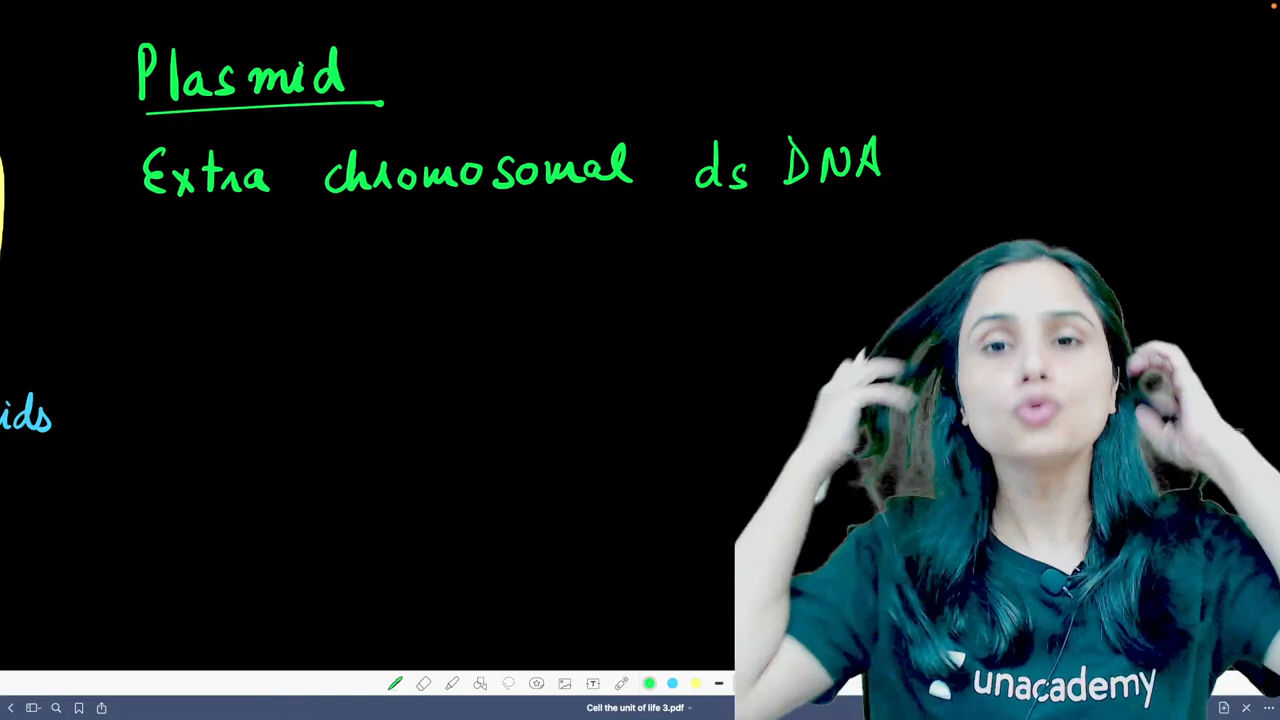 Plasmid
Extra chromosomal ds DNA
ids
unacademy
Cell the unit of life 3.pdf